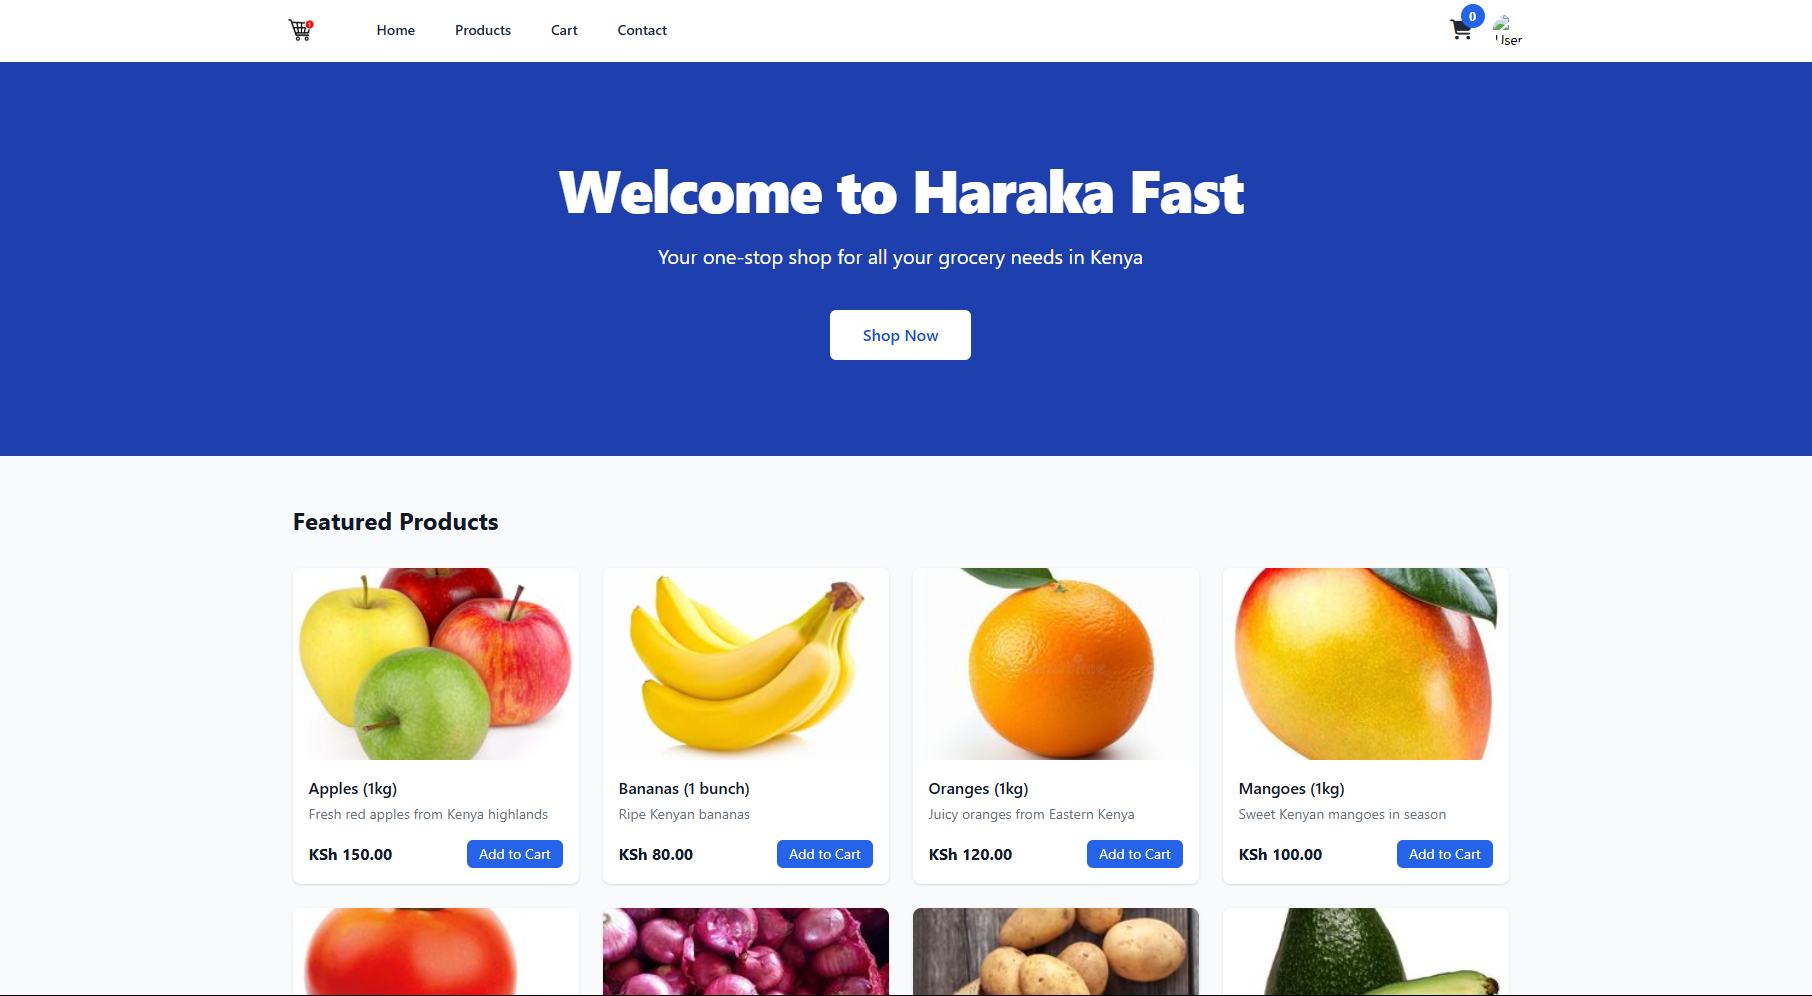 Home Products Cart Contact 0 User
Welcome to Haraka Fast
Your one-stop shop for all your grocery needs in Kenya
Shop Now
Featured Products
Apples (1kg)
Fresh red apples from Kenya highlands
KSh 150.00 Add to Cart
Bananas (1 bunch)
Ripe Kenyan bananas
KSh 80.00 Add to Cart
Oranges (1kg)
Juicy oranges from Eastern Kenya
KSh 120.00 Add to Cart
Mangoes (1kg)
Sweet Kenyan mangoes in season
KSh 100.00 Add to Cart